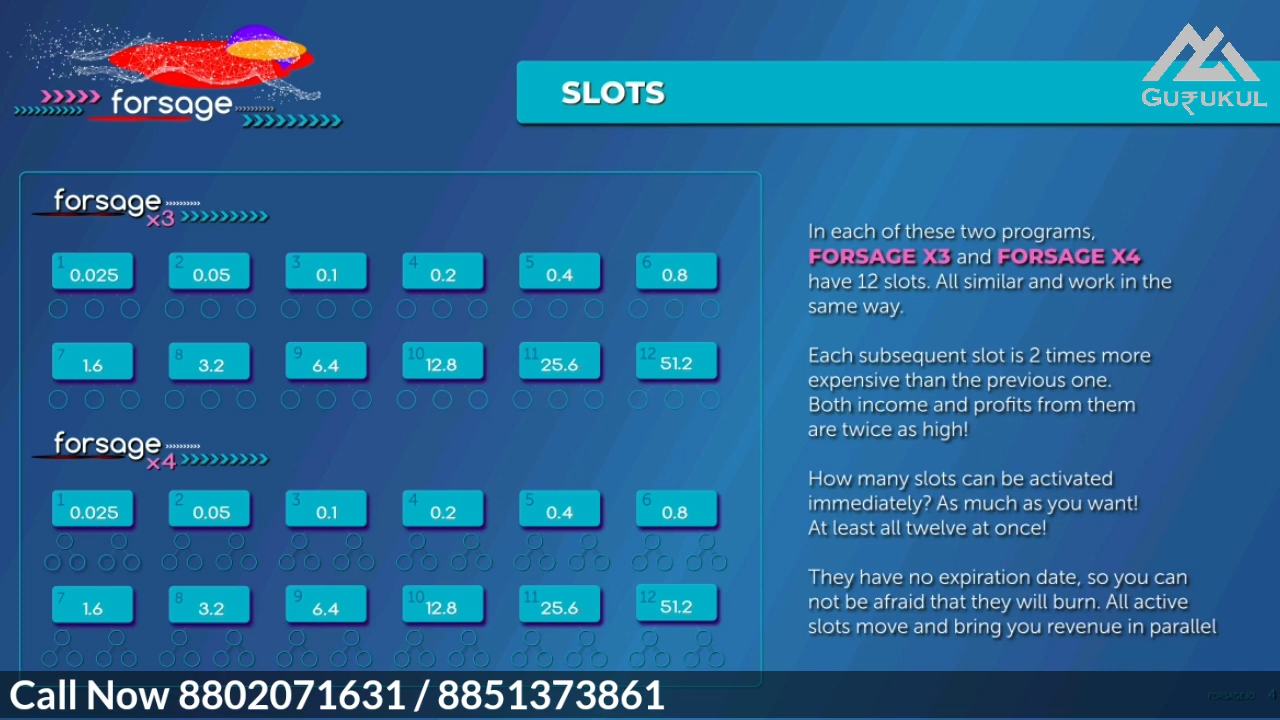 forsage
SLOTS
GU₹UKUL
forsage
x3
1 0.025
2 0.05
3 0.1
4 0.2
5 0.4
6 0.8
7 1.6
8 3.2
9 6.4
10 12.8
11 25.6
12 51.2
forsage
x4
1 0.025
2 0.05
3 0.1
4 0.2
5 0.4
6 0.8
7 1.6
8 3.2
9 6.4
10 12.8
11 25.6
12 51.2
In each of these two programs,
FORSAGE X3 and FORSAGE X4
have 12 slots. All similar and work in the
same way.
Each subsequent slot is 2 times more
expensive than the previous one.
Both income and profits from them
are twice as high!
How many slots can be activated
immediately? As much as you want!
At least all twelve at once!
They have no expiration date, so you can
not be afraid that they will burn. All active
slots move and bring you revenue in parallel
Call Now 8802071631 / 8851373861